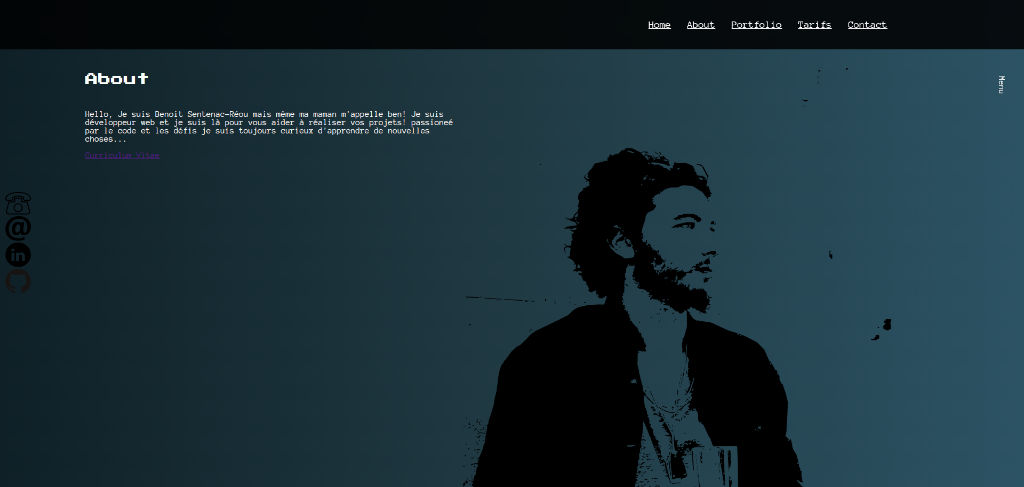 Home About Portfolio Tarifs Contact
About
Menu
Hello, Je suis Benoit Sentenac-Réou mais même ma maman m'appelle ben! Je suis
développeur web et je suis là pour vous aider à réaliser vos projets! passioneé
par le code et les défis je suis toujours curieux d'apprendre de nouvelles
choses...
Curriculum Vitae
@
in